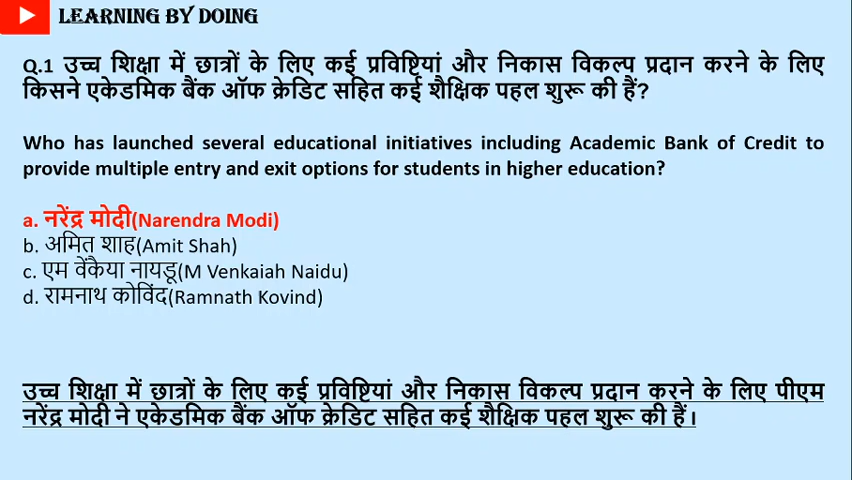 LEARNING BY DOING
Q.1 उच्च शिक्षा में छात्रों के लिए कई प्रविष्टियां और निकास विकल्प प्रदान करने के लिए
किसने एकेडमिक बैंक ऑफ क्रेडिट सहित कई शैक्षिक पहल शुरू की हैं?
Who has launched several educational initiatives including Academic Bank of Credit to
provide multiple entry and exit options for students in higher education?
a. नरेंद्र मोदी(Narendra Modi)
b. अमित शाह(Amit Shah)
c. एम वेंकैया नायडू(M Venkaiah Naidu)
d. रामनाथ कोविंद(Ramnath Kovind)
उच्च शिक्षा में छात्रों के लिए कई प्रविष्टियां और निकास विकल्प प्रदान करने के लिए पीएम
नरेंद्र मोदी ने एकेडमिक बैंक ऑफ क्रेडिट सहित कई शैक्षिक पहल शुरू की हैं।